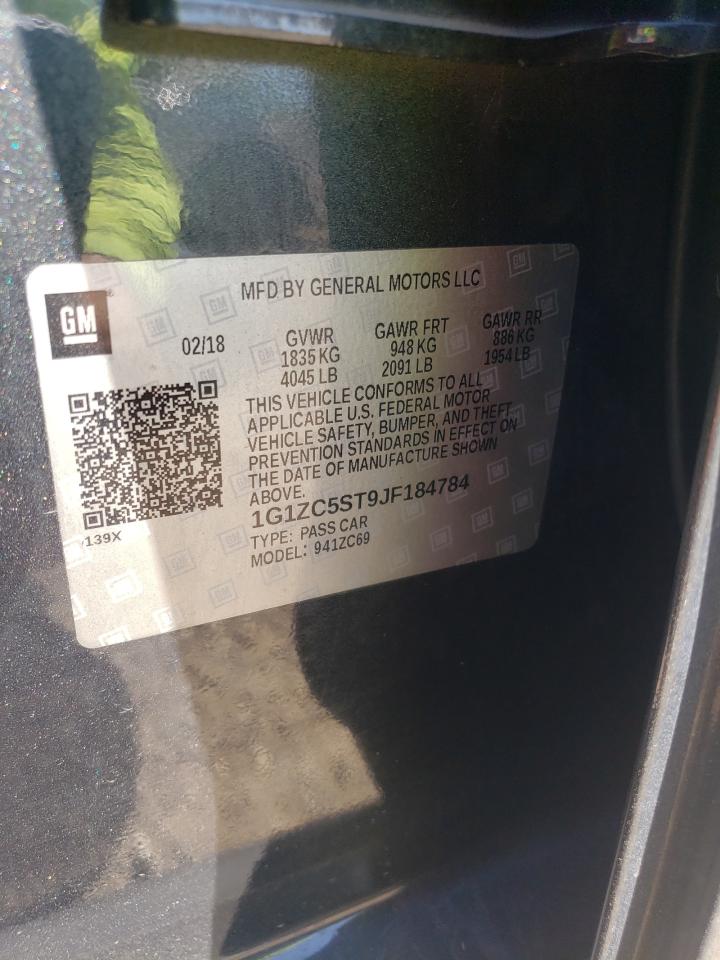 MFD BY GENERAL MOTORS LLC
GM
02/18
GVWR
1835 KG
4045 LB
GAWR FRT
948 KG
2091 LB
GAWR RR
886 KG
1954 LB
THIS VEHICLE CONFORMS TO ALL
APPLICABLE U.S. FEDERAL MOTOR
VEHICLE SAFETY, BUMPER, AND THEFT
PREVENTION STANDARDS IN EFFECT ON
THE DATE OF MANUFACTURE SHOWN
ABOVE.
1G1ZC5ST9JF184784
TYPE: PASS CAR
MODEL: 941ZC69
139X